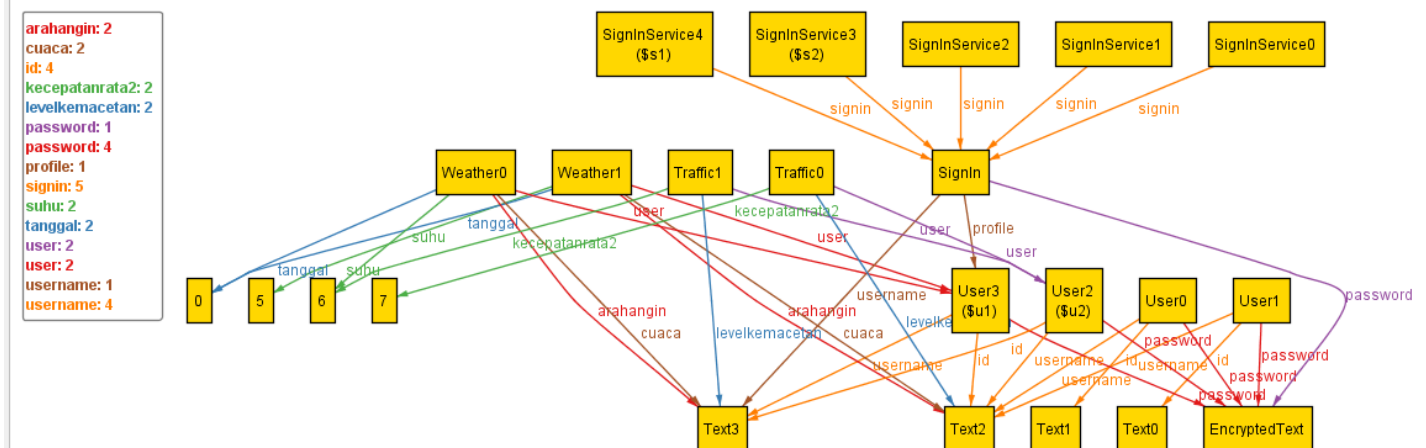 arahangin: 2
cuaca: 2
id: 4
kecepatanrata2: 2
levelkemacetan: 2
password: 1
password: 4
profile: 1
signin: 5
suhu: 2
tanggal: 2
user: 2
user: 2
username: 1
username: 4
SignInService4
($s1)
SignInService3
($s2)
SignInService2
SignInService1
SignInService0
signin
signin
signin
signin
signin
Weather0
Weather1
Traffic1
Traffic0
SignIn
user
kecepatanrata2
tanggal
suhu
user
user
profile
kecepatanrata2
user
tanggal
suhu
0
5
6
7
User3
($u1)
User2
($u2)
User0
User1
username
password
arahangin
arahangin
cuaca
levelkemacetan
cuaca
levelke
id
id
username
id
username
id
username
password
password
password
password
Text3
Text2
Text1
Text0
EncryptedText